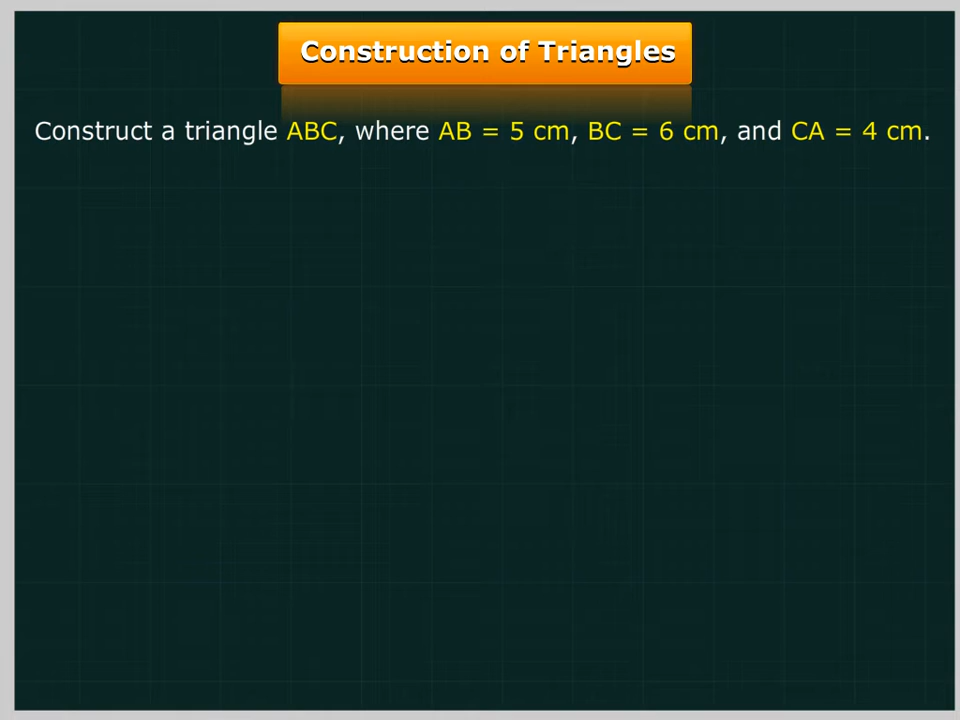 Construction of Triangles
Construct a triangle ABC, where AB = 5 cm, BC = 6 cm, and CA = 4 cm.